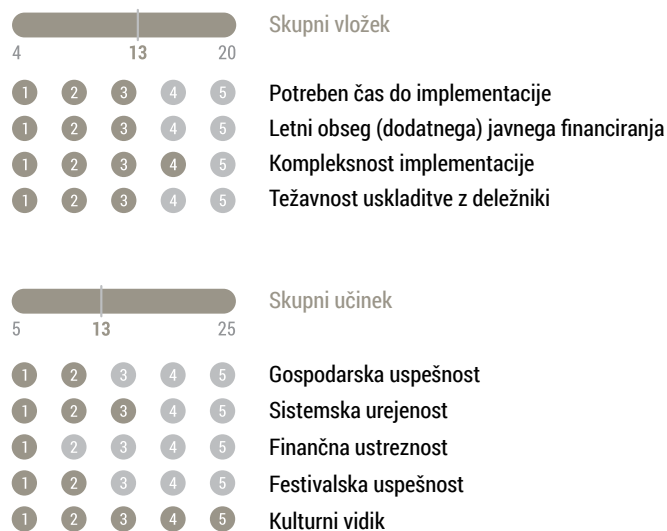 Skupni vložek
4 13 20
1 2 3 4 5 Potreben čas do implementacije
1 2 3 4 5 Letni obseg (dodatnega) javnega financiranja
1 2 3 4 5 Kompleksnost implementacije
1 2 3 4 5 Težavnost uskladitve z deležniki
Skupni učinek
5 13 25
1 2 3 4 5 Gospodarska uspešnost
1 2 3 4 5 Sistemska urejenost
1 2 3 4 5 Finančna ustreznost
1 2 3 4 5 Festivalska uspešnost
1 2 3 4 5 Kulturni vidik